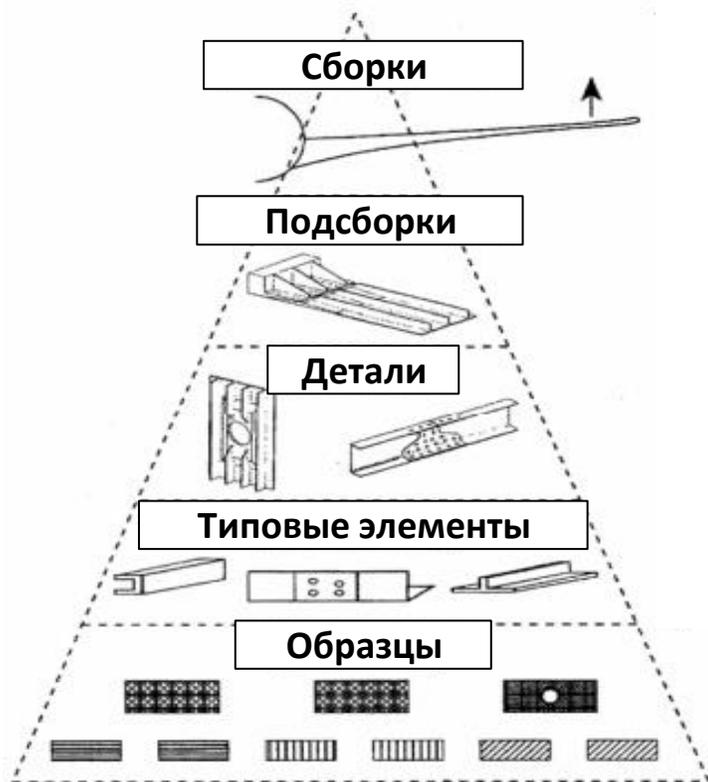 Сборки
Подсборки
Детали
Типовые элементы
Образцы